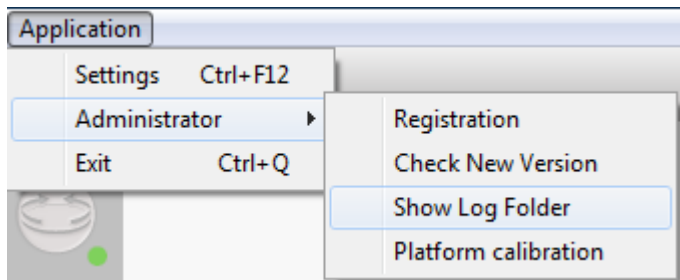 Application
Settings Ctrl+F12
Administrator
Exit Ctrl+Q
Registration
Check New Version
Show Log Folder
Platform calibration